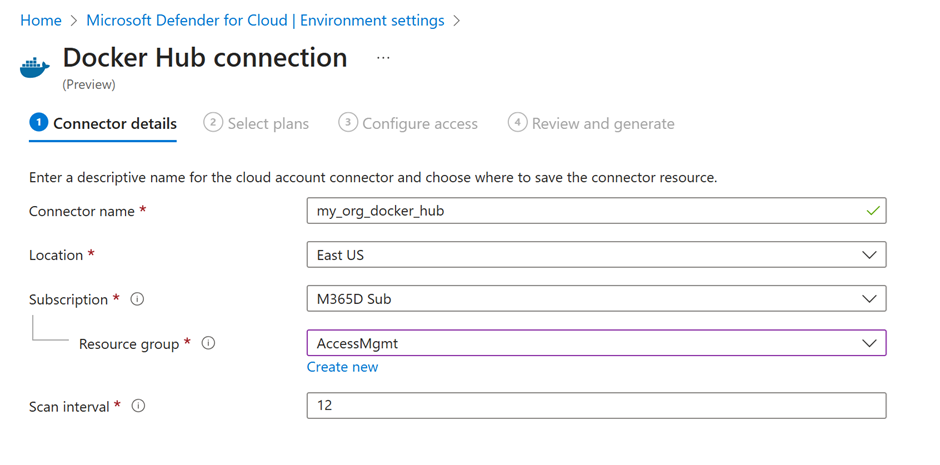 Home > Microsoft Defender for Cloud | Environment settings >
Docker Hub connection ...
(Preview)
1 Connector details 2 Select plans 3 Configure access 4 Review and generate
Enter a descriptive name for the cloud account connector and choose where to save the connector resource.
Connector name * my_org_docker_hub
Location * East US
Subscription * M365D Sub
Resource group * AccessMgmt
Create new
Scan interval * 12